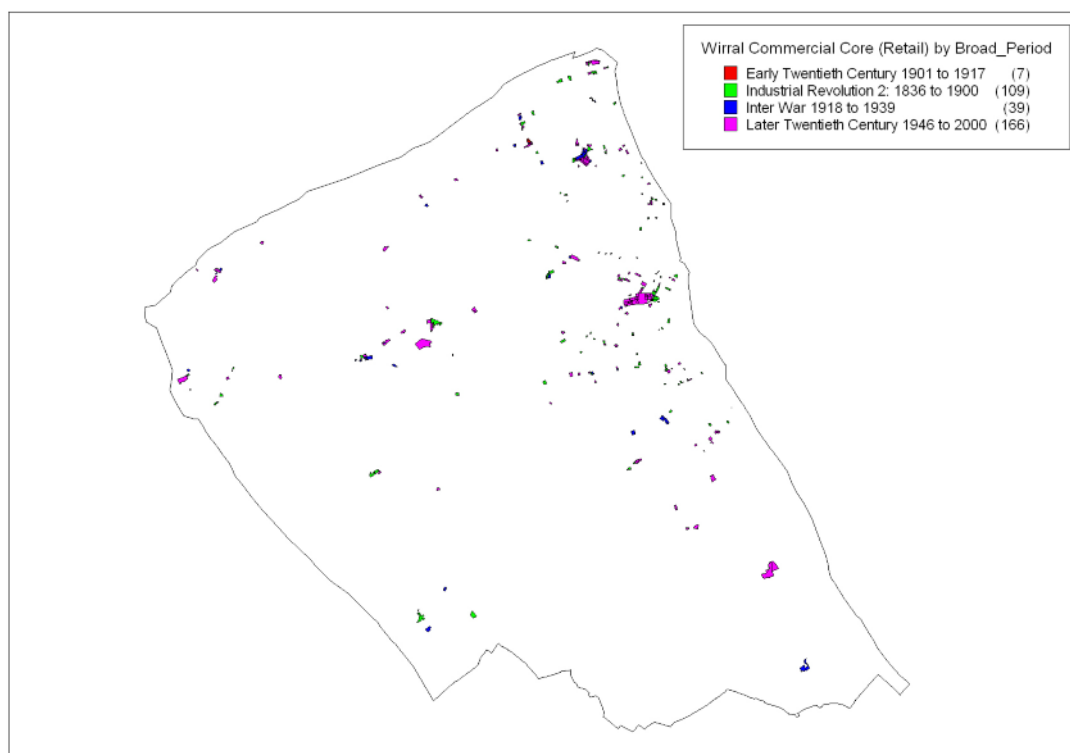 Wirral Commercial Core (Retail) by Broad_Period
Early Twentieth Century 1901 to 1917 (7)
Industrial Revolution 2: 1836 to 1900 (109)
Inter War 1918 to 1939 (39)
Later Twentieth Century 1946 to 2000 (166)